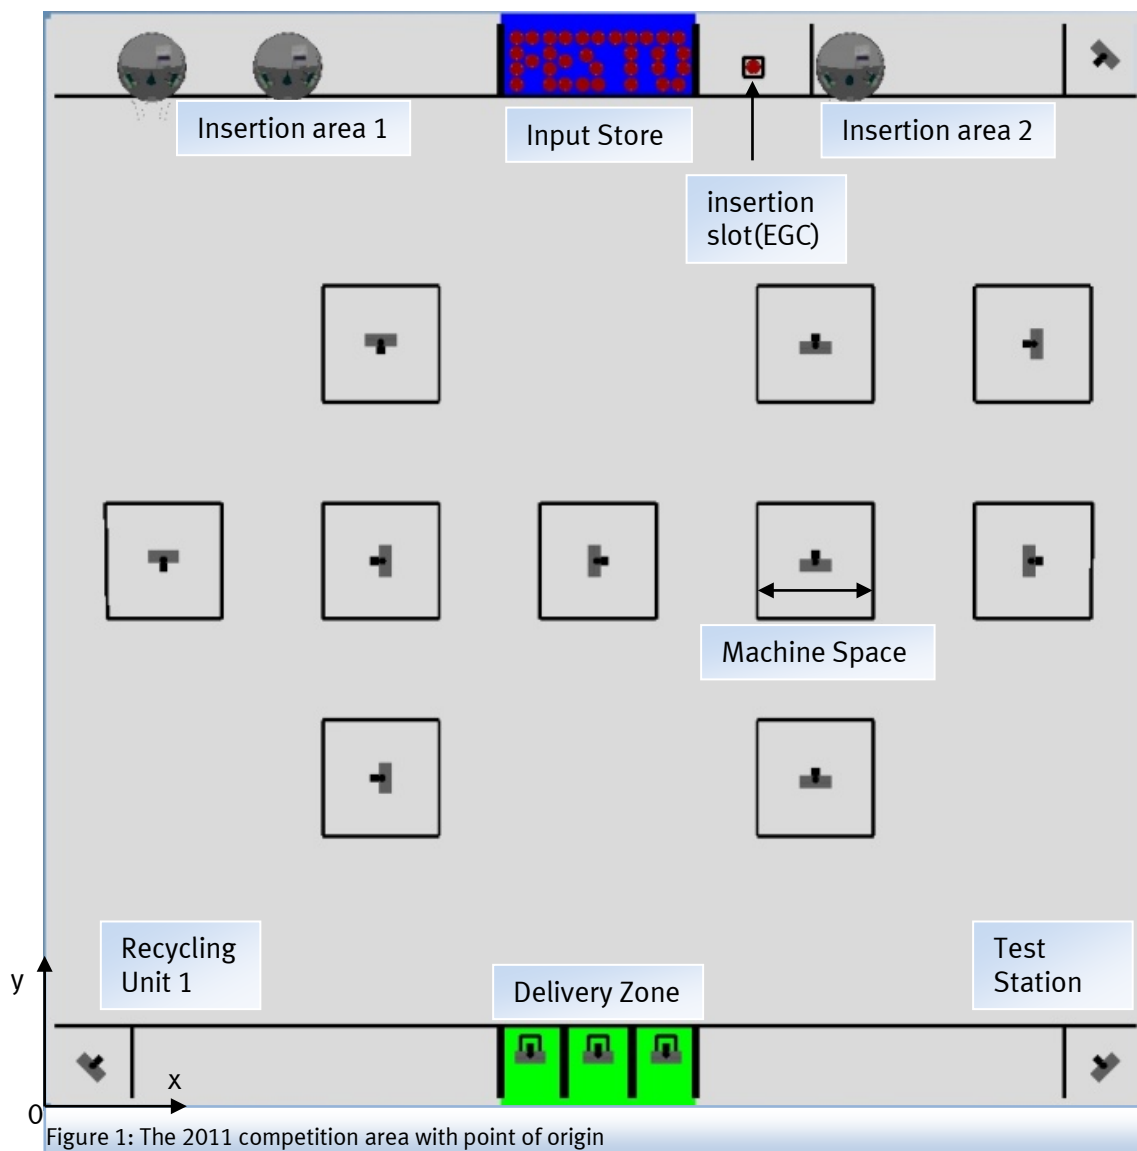 FESTO
Insertion area 1
Input Store
Insertion area 2
insertion
slot(EGC)
Machine Space
Recycling
Unit 1
Test
Station
Delivery Zone
y
x
0
Figure 1: The 2011 competition area with point of origin